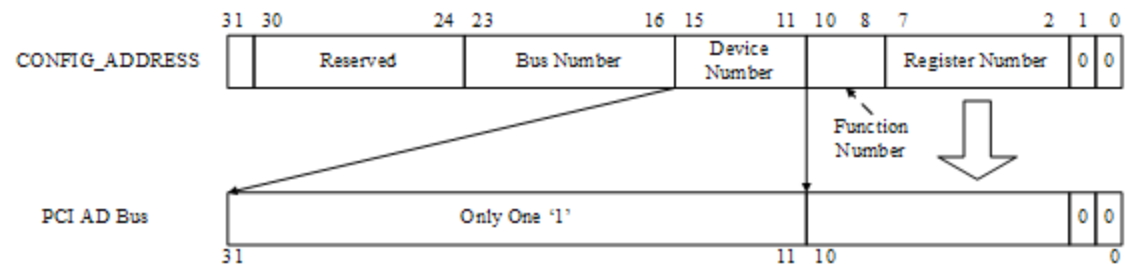 31 30 24 23 16 15 11 10 8 7 2 1 0
CONFIG_ADDRESS Reserved Bus Number Device Number Register Number 0 0
Function
Number
PCI AD Bus Only One ‘1’ 0 0
31 11 10 0